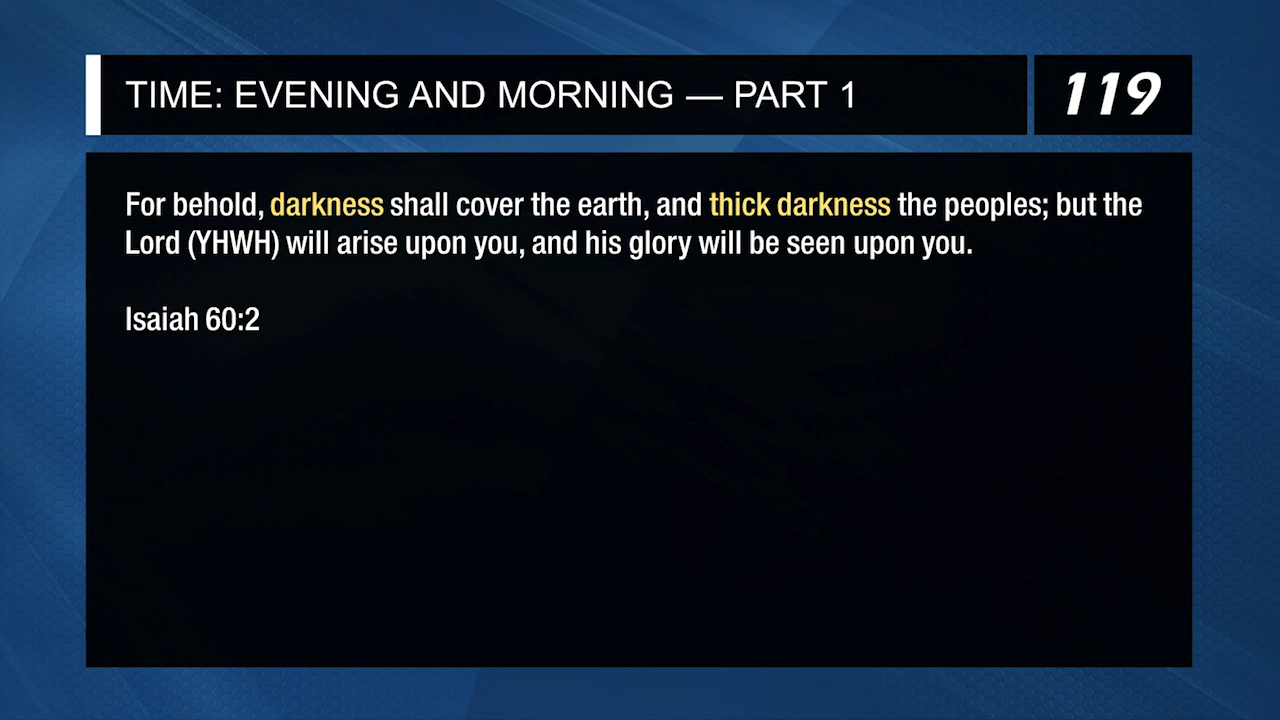 TIME: EVENING AND MORNING — PART 1
119
For behold, darkness shall cover the earth, and thick darkness the peoples; but the
Lord (YHWH) will arise upon you, and his glory will be seen upon you.
Isaiah 60:2